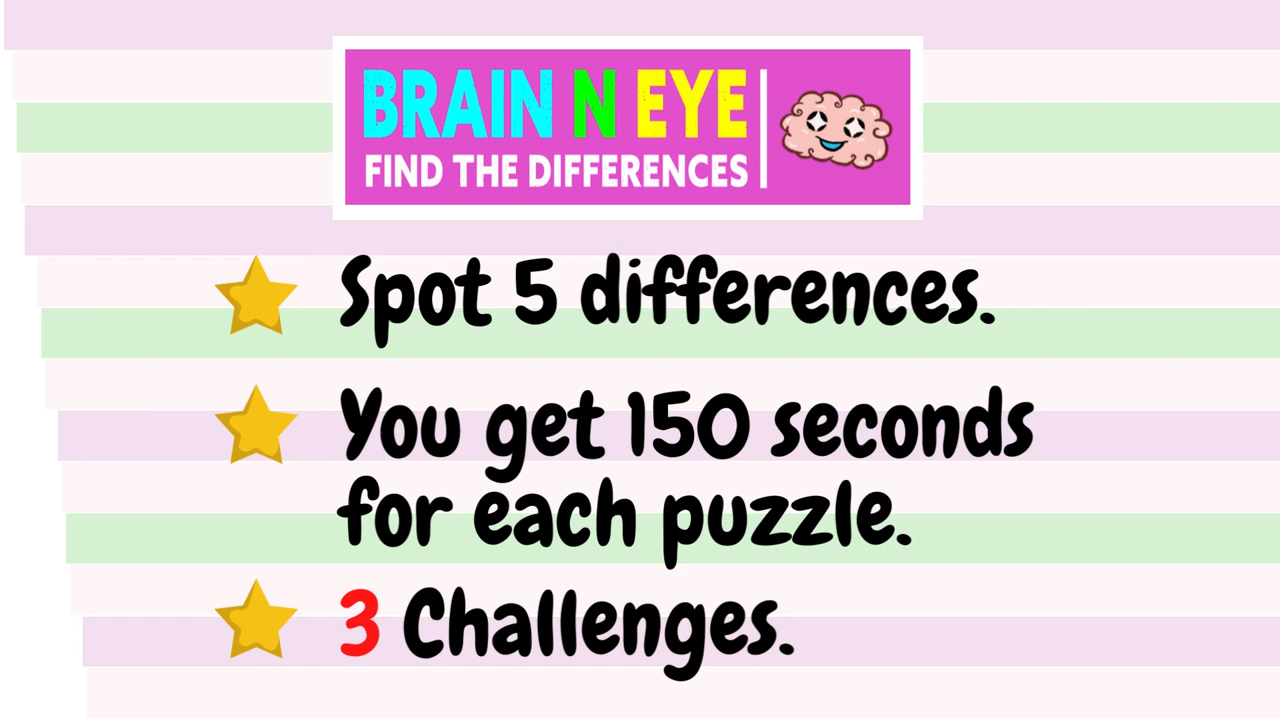 BRAIN N EYE
FIND THE DIFFERENCES
Spot 5 differences.
You get 150 seconds
for each puzzle.
3 Challenges.